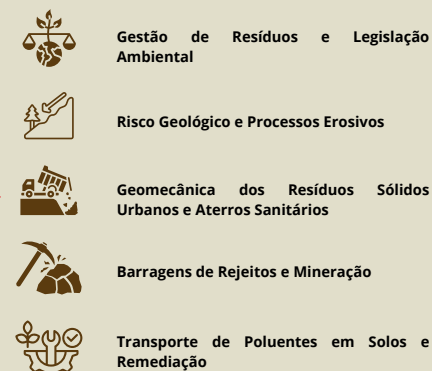 Gestão de Resíduos e Legislação
Ambiental
Risco Geológico e Processos Erosivos
Geomecânica dos Resíduos Sólidos
Urbanos e Aterros Sanitários
Barragens de Rejeitos e Mineração
Transporte de Poluentes em Solos e
Remediação